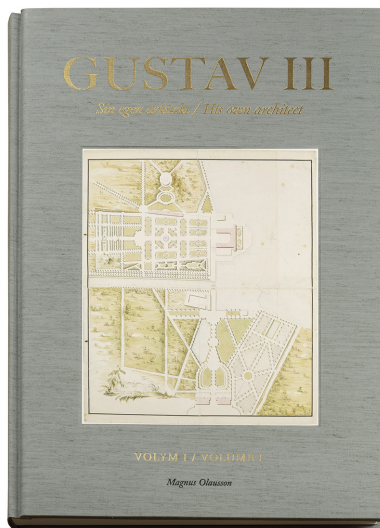 GUSTAV III
Sin egen arkitekt / His own architect
VOLYM I / VOLUME I
Magnus Olausson